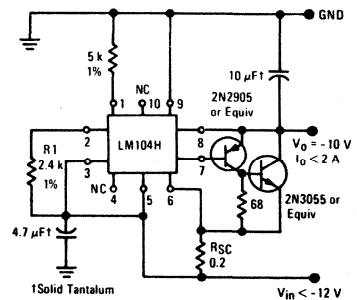 GND
5 k
1%
NC
10 µF†
1
10
9
2N2905
or Equiv
2
LM104H
8
V₀ = -10 V
I₀ < 2 A
R1
2.4 k
1%
3
7
NC
4
5
6
68
2N3055 or
Equiv
4.7 µF†
RSC
0.2
†Solid Tantalum
Vin < -12 V